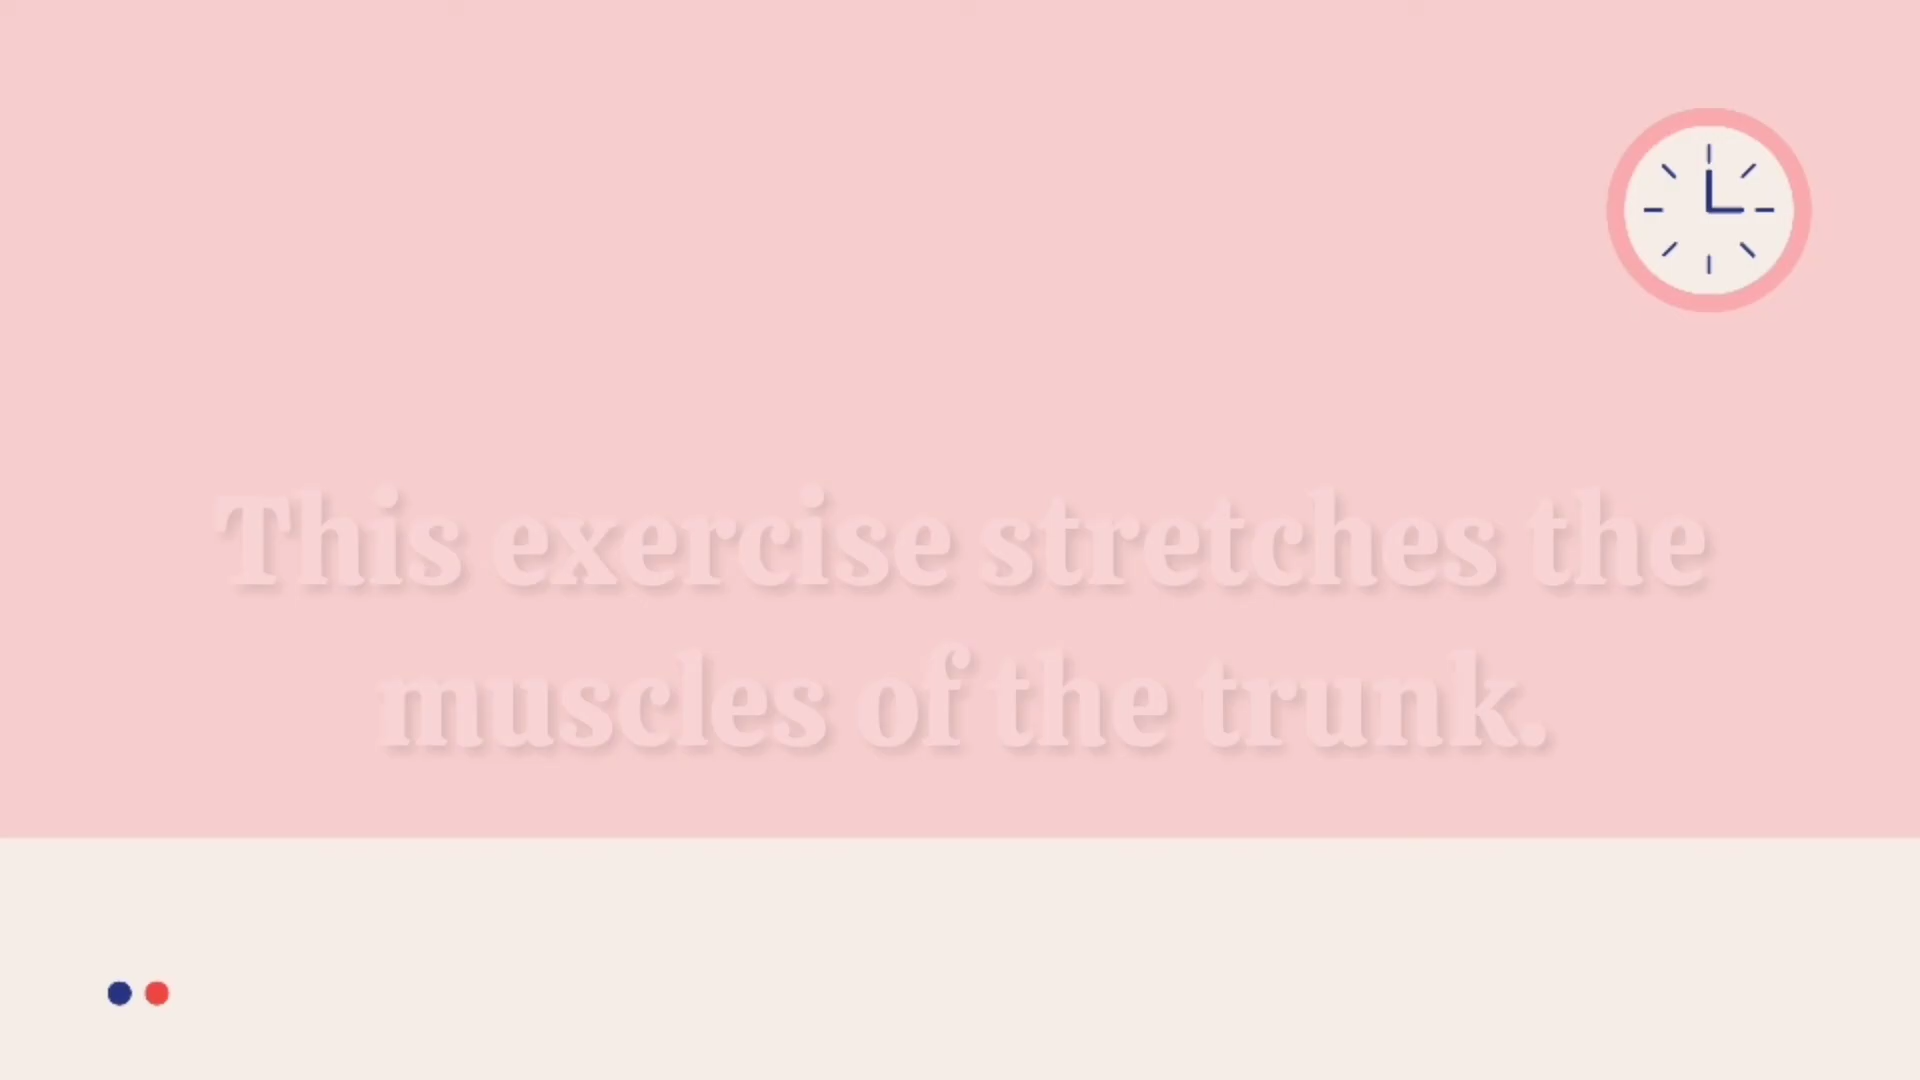 This exercise stretches the
muscles of the trunk.